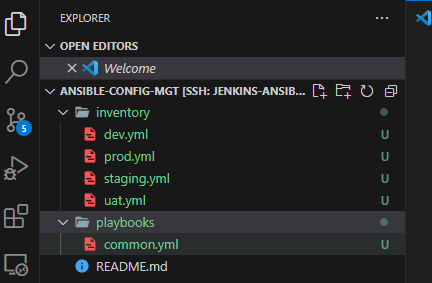 EXPLORER
OPEN EDITORS
Welcome
ANSIBLE-CONFIG-MGT [SSH: JENKINS-ANSIB...
inventory
dev.yml U
prod.yml U
staging.yml U
uat.yml U
playbooks
common.yml U
README.md
5